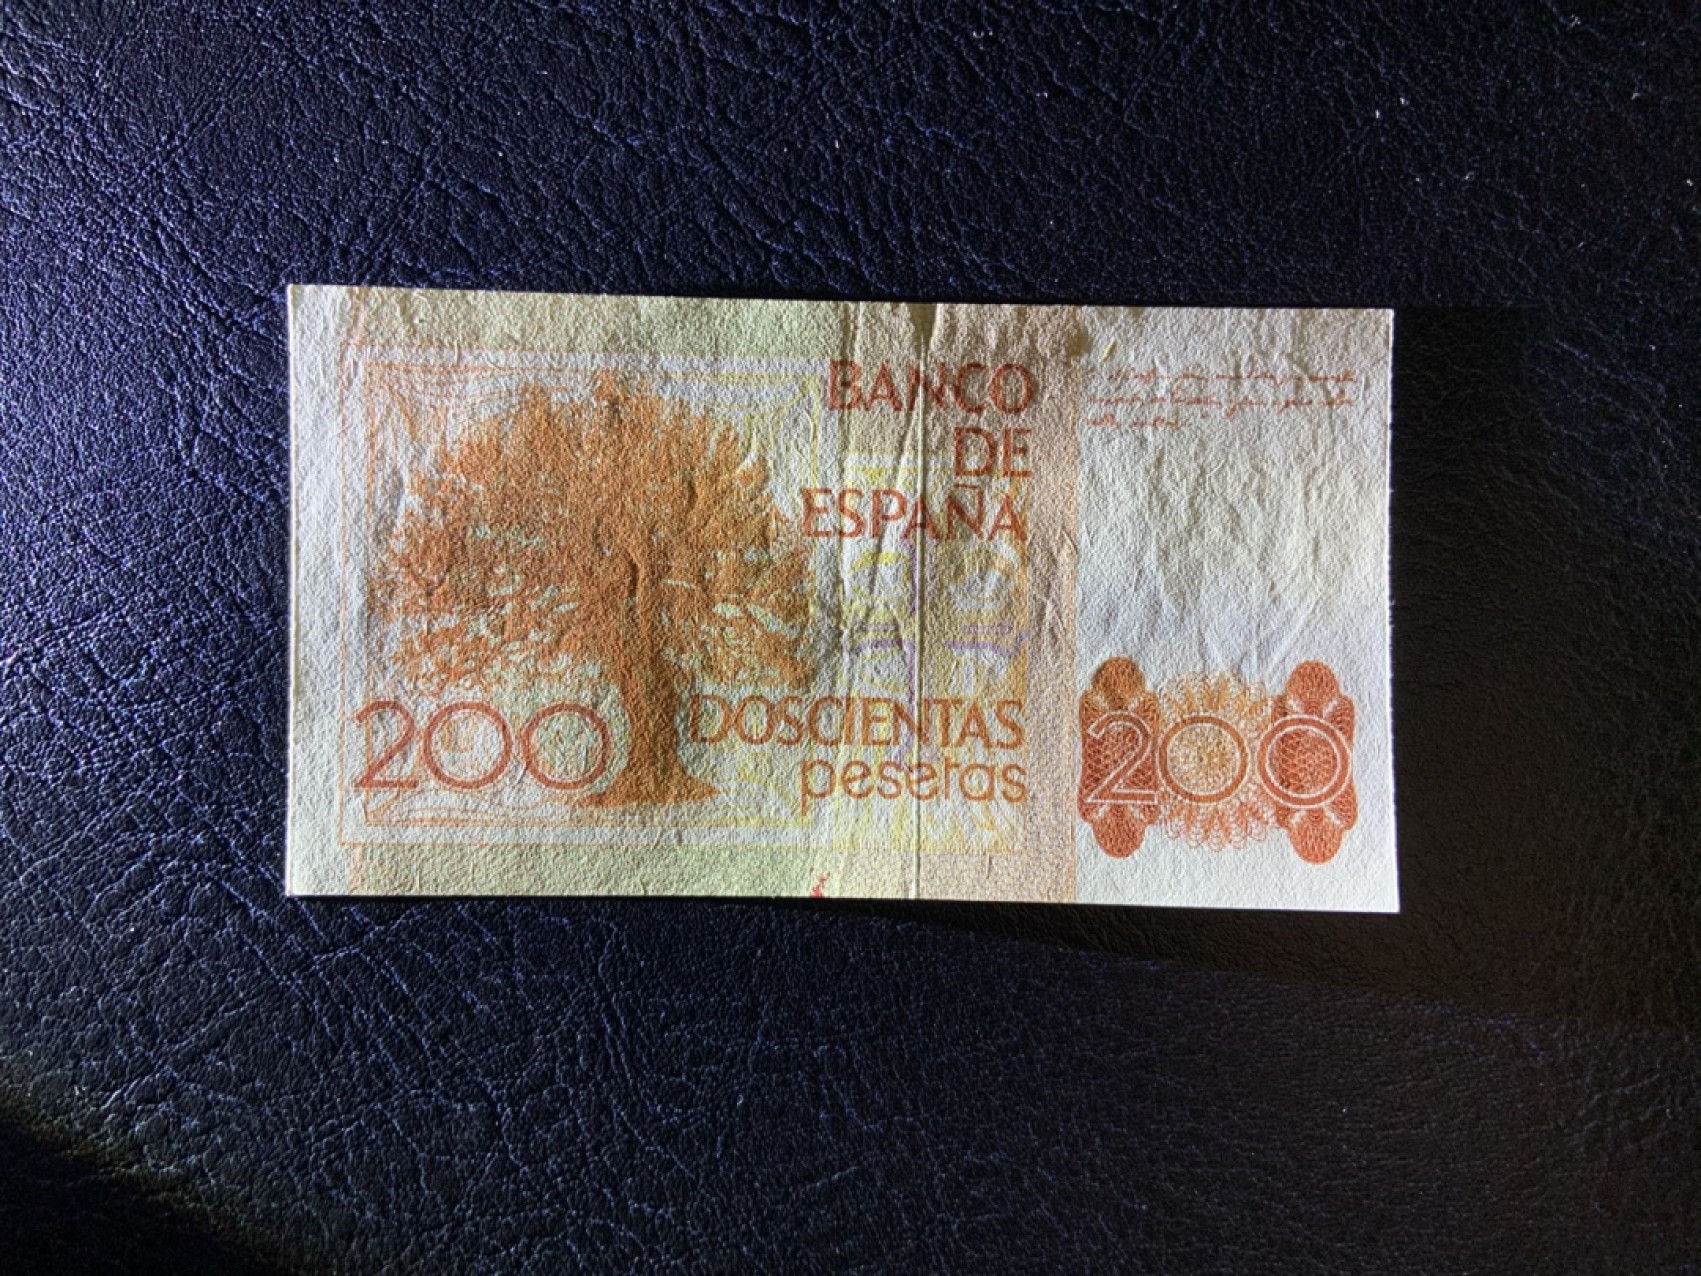 BANCO
DE
ESPAÑA
200
DOSCIENTAS
pesetas
200